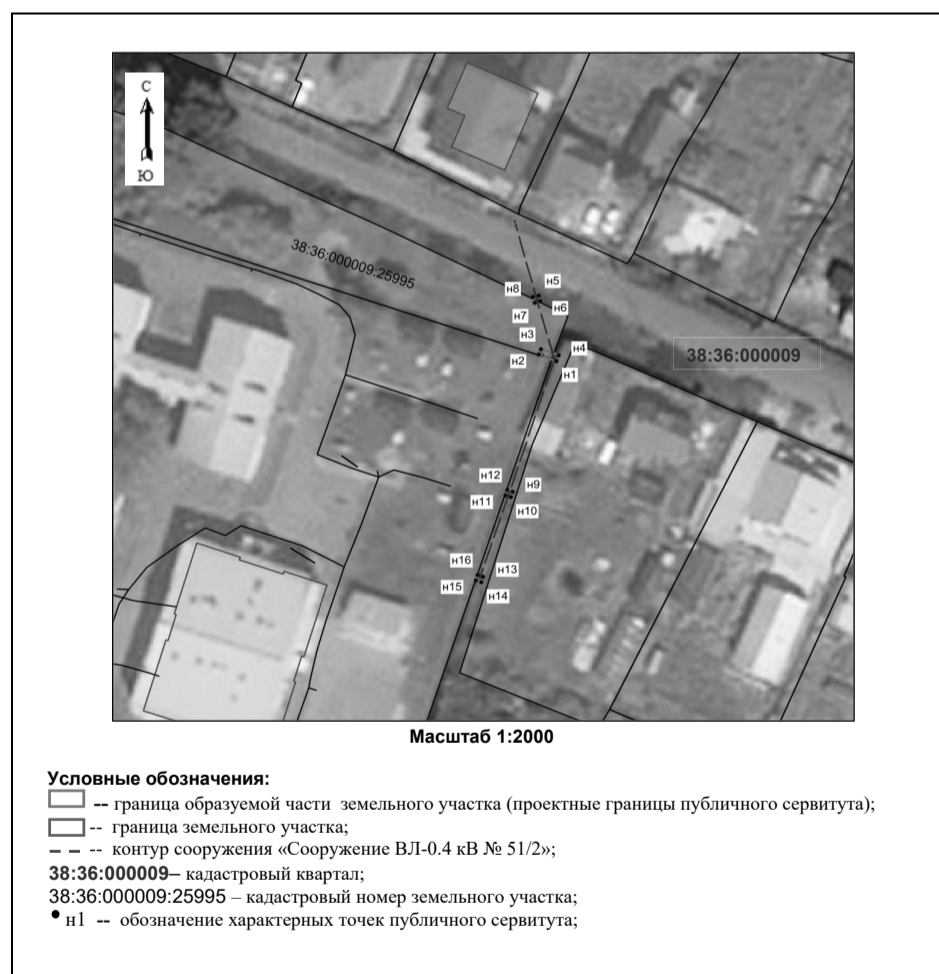 С
Ю
38:36:000009:25995
н5
н8
н6
н7
н3
н4
н2
н1
38:36:000009
н12
н9
н11
н10
н16
н13
н15
н14
Масштаб 1:2000
Условные обозначения:
-- граница образуемой части земельного участка (проектные границы публичного сервитута);
-- граница земельного участка;
-- контур сооружения «Сооружение ВЛ-0.4 кВ № 51/2»;
38:36:000009– кадастровый квартал;
38:36:000009:25995 – кадастровый номер земельного участка;
н1 -- обозначение характерных точек публичного сервитута;